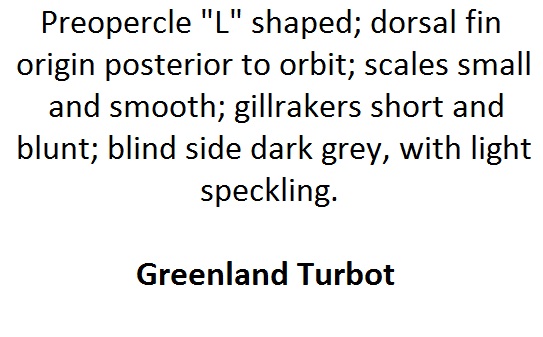 Preopercle "L" shaped; dorsal fin
origin posterior to orbit; scales small
and smooth; gillrakers short and
blunt; blind side dark grey, with light
speckling.
Greenland Turbot